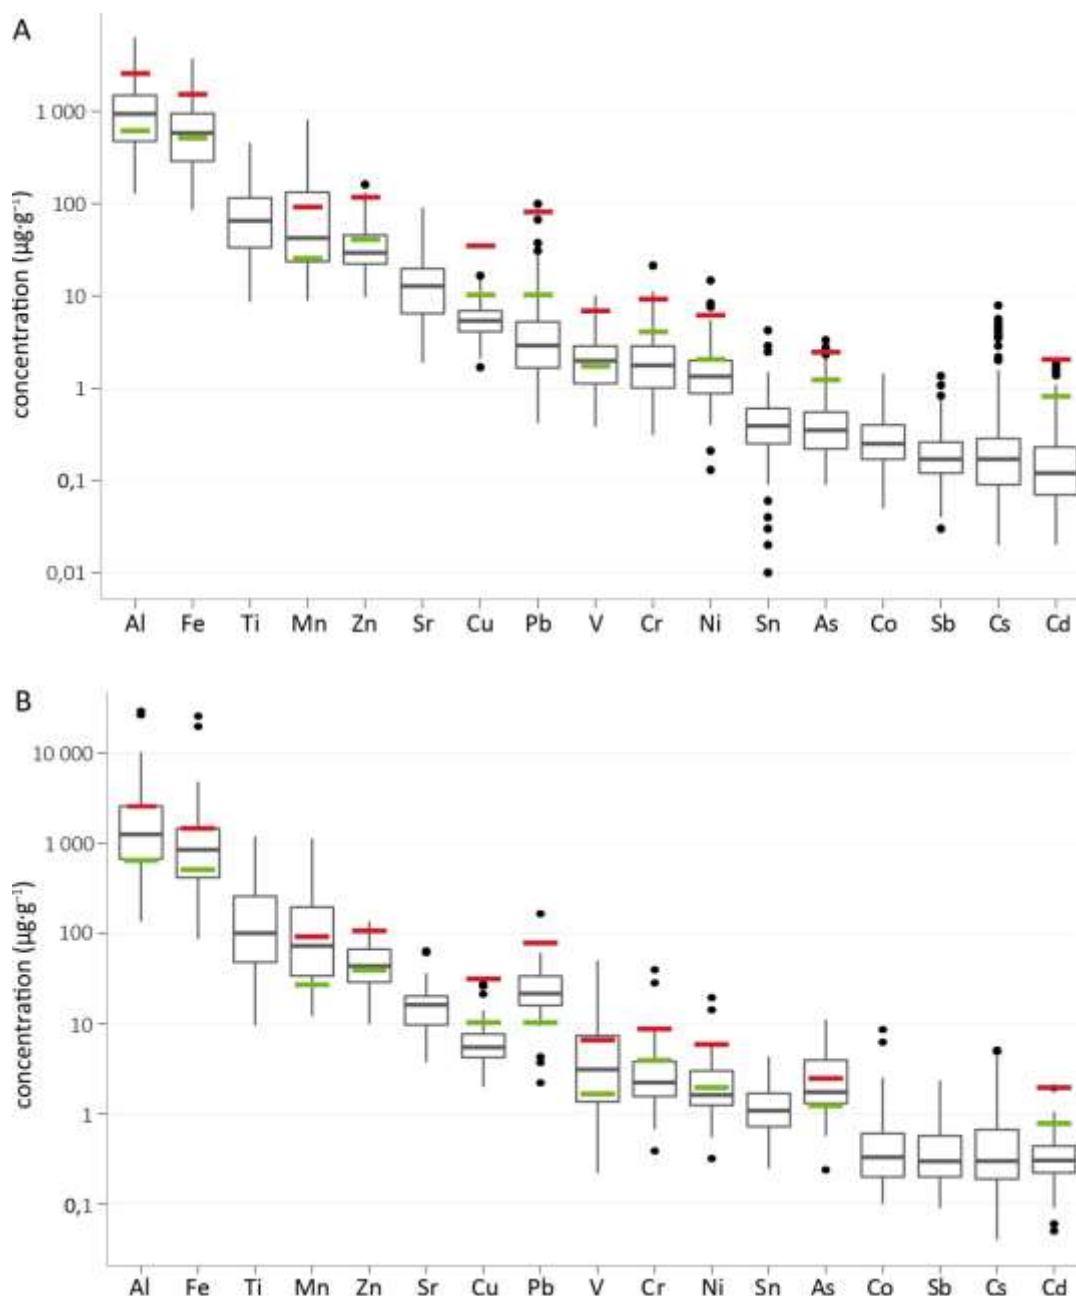 A
concentration (µg·g⁻¹)
1 000
100
10
1
0,1
0,01
Al Fe Ti Mn Zn Sr Cu Pb V Cr Ni Sn As Co Sb Cs Cd
B
concentration (µg·g⁻¹)
10 000
1 000
100
10
1
0,1
Al Fe Ti Mn Zn Sr Cu Pb V Cr Ni Sn As Co Sb Cs Cd